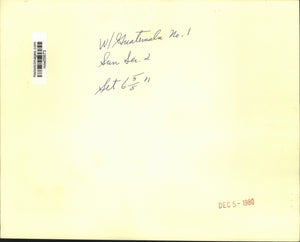 W/ Guatemala No. 1
Sun Sec. 2
Set 6 5/8 "
DEC 5 - 1980